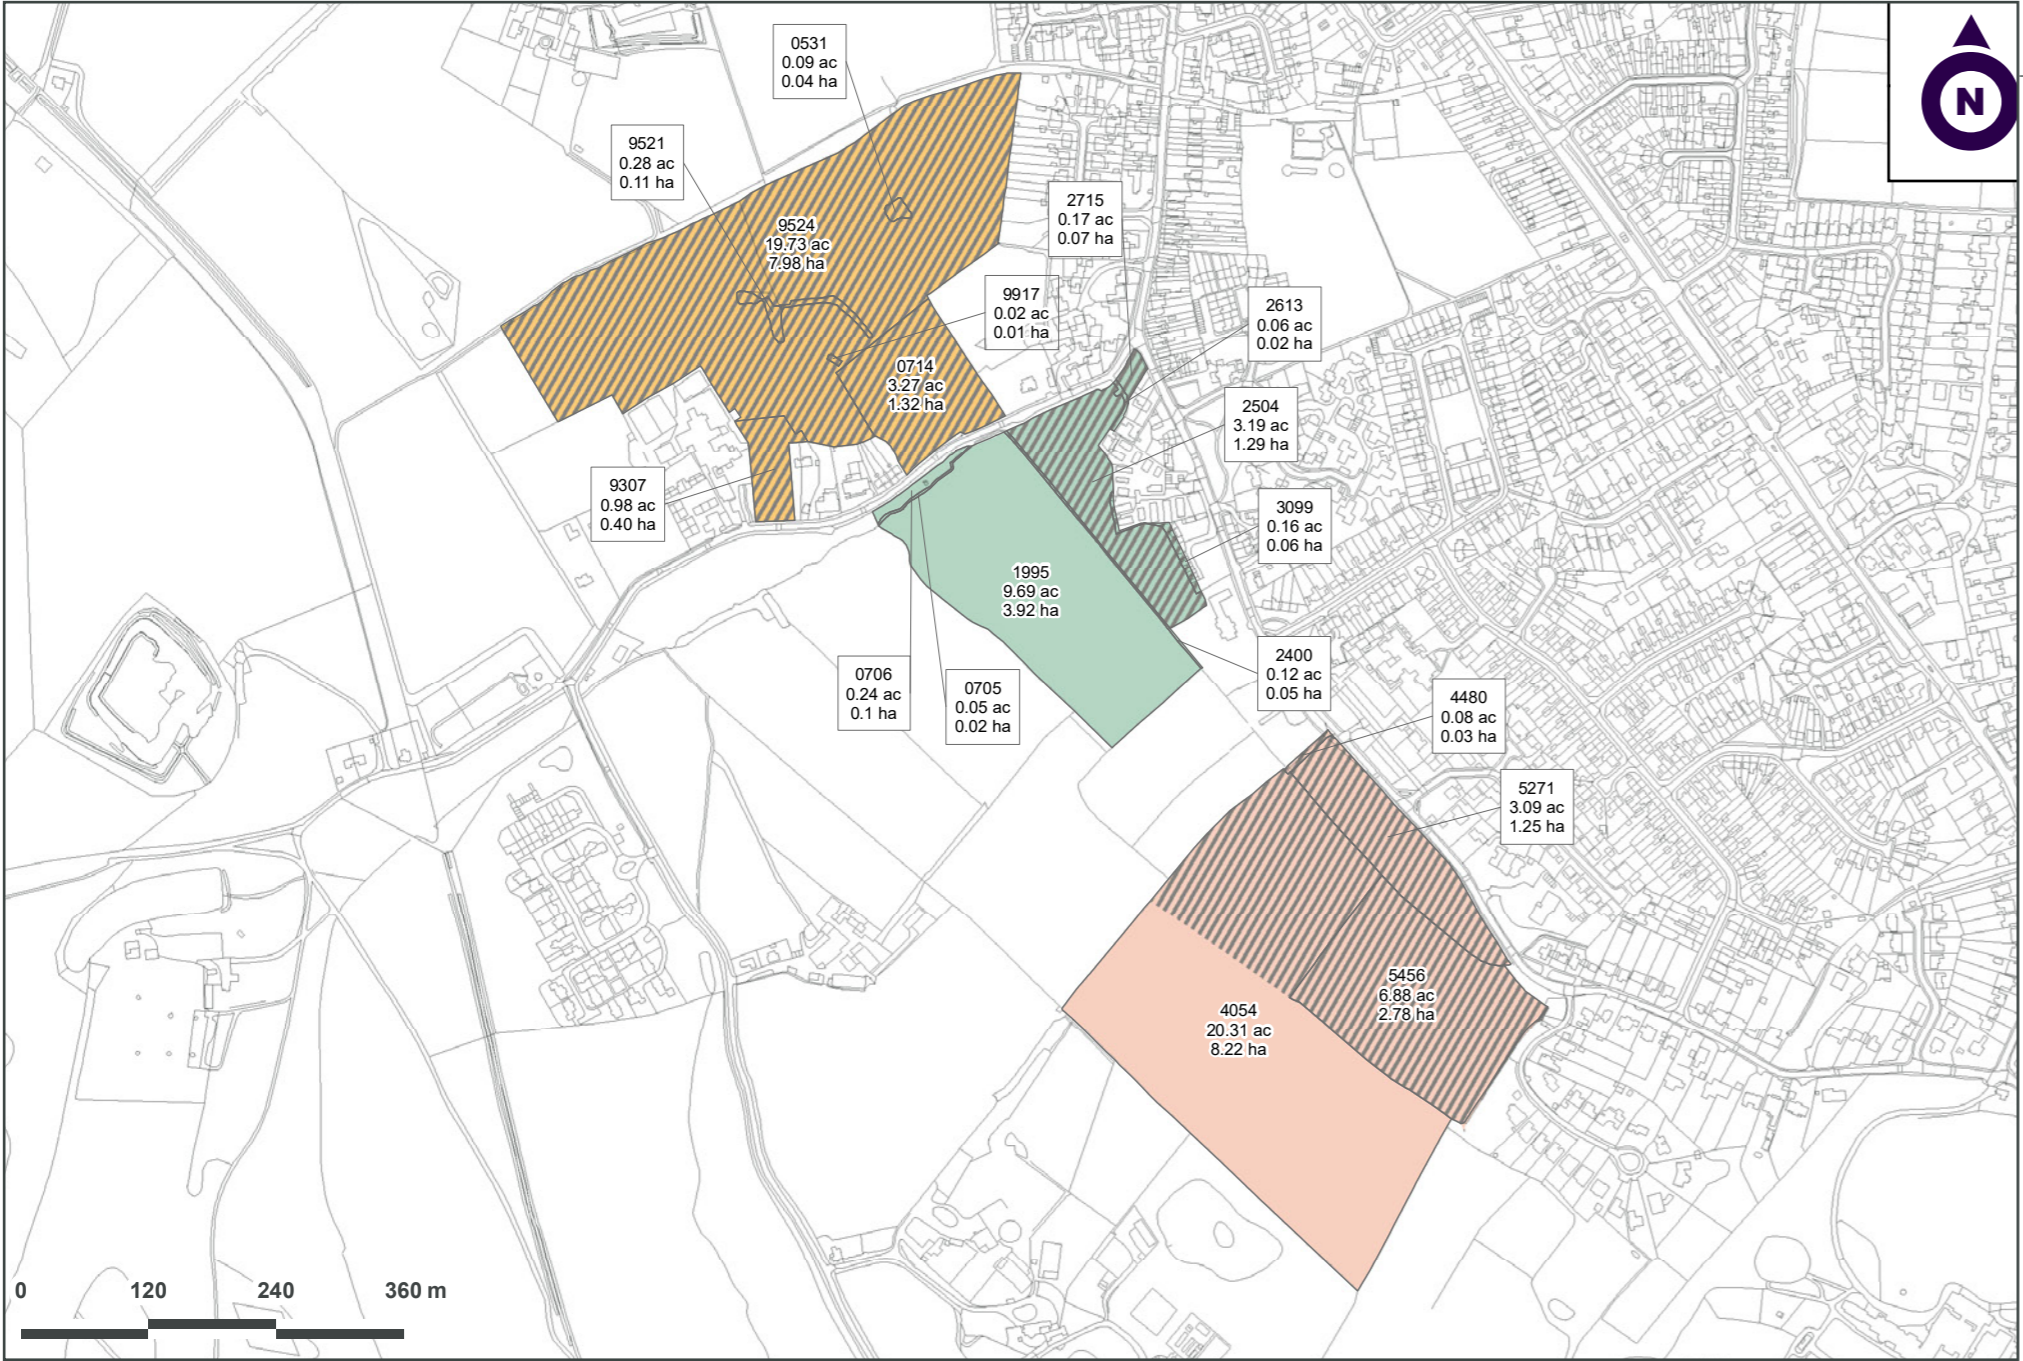 0531
0.09 ac
0.04 ha
N
9521
0.28 ac
0.11 ha
2715
0.17 ac
0.07 ha
9524
19.73 ac
7.98 ha
9917
0.02 ac
0.01 ha
2613
0.06 ac
0.02 ha
0714
3.27 ac
1.32 ha
2504
3.19 ac
1.29 ha
9307
0.98 ac
0.40 ha
3099
0.16 ac
0.06 ha
1995
9.69 ac
3.92 ha
0706
0.24 ac
0.1 ha
0705
0.05 ac
0.02 ha
2400
0.12 ac
0.05 ha
4480
0.08 ac
0.03 ha
5271
3.09 ac
1.25 ha
5456
6.88 ac
2.78 ha
4054
20.31 ac
8.22 ha
0 120 240 360 m